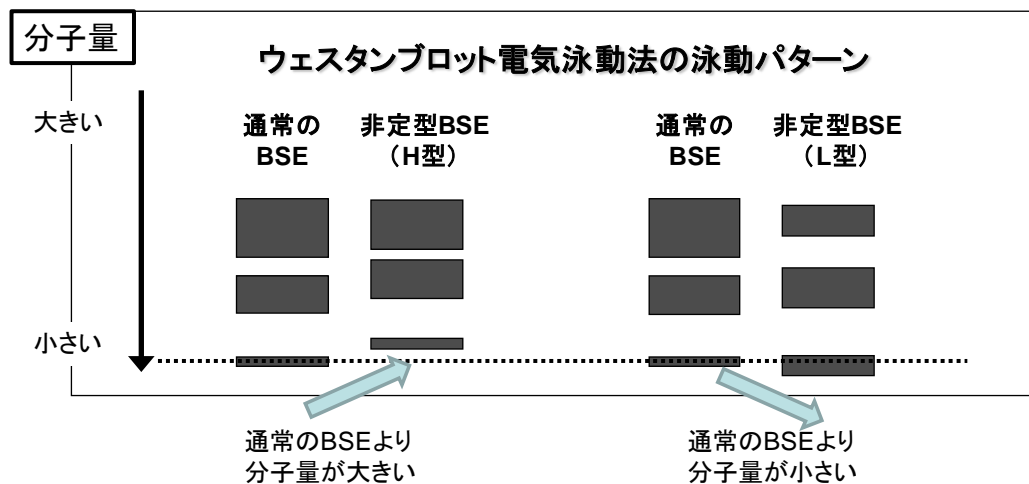 分子量
ウェスタンブロット電気泳動法の泳動パターン
大きい
小さい
通常の
BSE
非定型BSE
（H型）
通常の
BSE
非定型BSE
（L型）
通常のBSEより
分子量が大きい
通常のBSEより
分子量が小さい